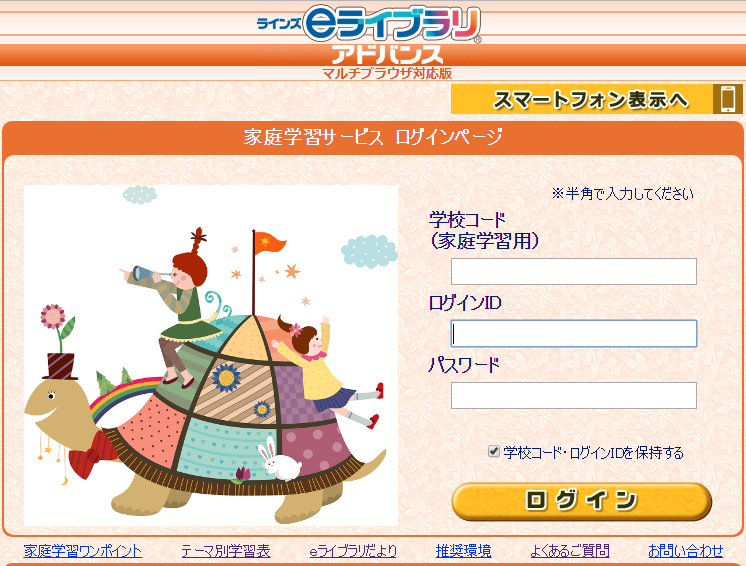 ラインズeライブラリ®
アドバンス
マルチブラウザ対応版
スマートフォン表示へ
家庭学習サービス ログインページ
※半角で入力してください
学校コード
(家庭学習用)
ログインID
パスワード
学校コード・ログインIDを保持する
ログイン
家庭学習ワンポイント テーマ別学習表 eライブラリだより 推奨環境 よくあるご質問 お問い合わせ